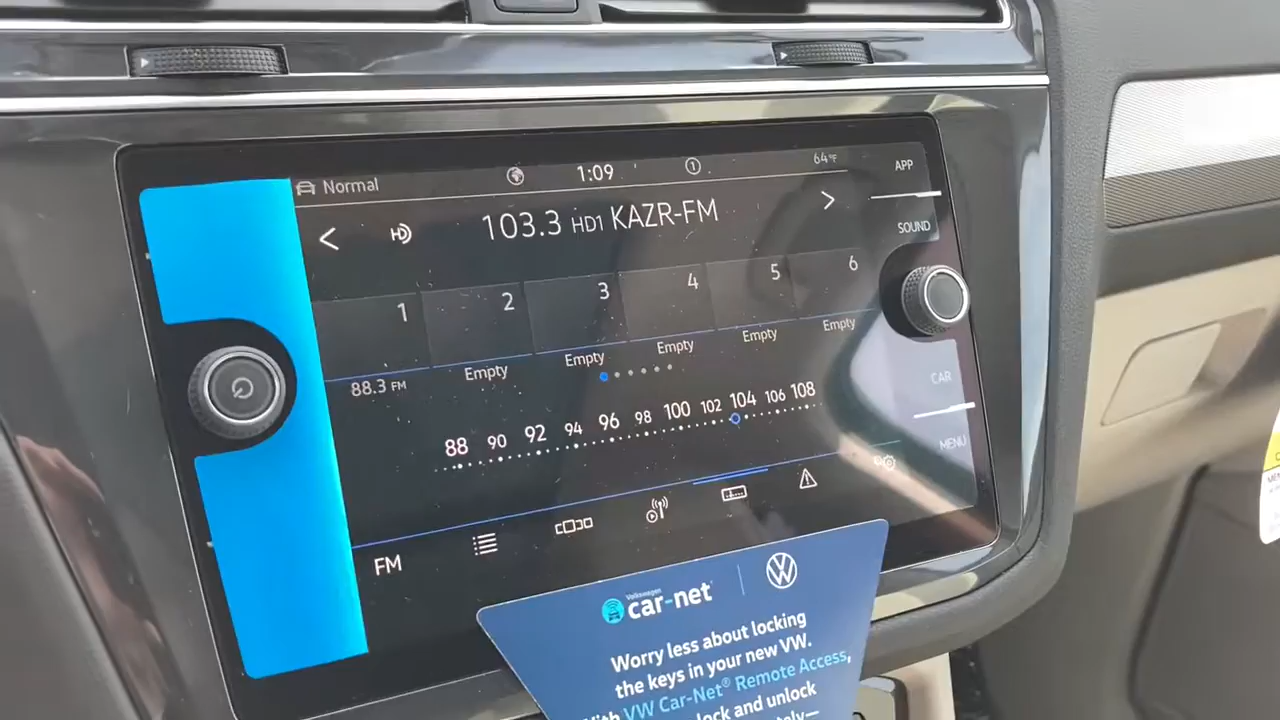 Normal
1:09
1
64°F
APP
103.3 HD1 KAZR-FM
SOUND
1
2
3
4
5
6
88.3 FM
Empty
Empty
Empty
Empty
Empty
CAR
88 90 92 94 96 98 100 102 104 106 108
MENU
FM
Volkswagen
car-net
Worry less about locking
the keys in your new VW.
With VW Car-Net® Remote Access,
lock and unlock